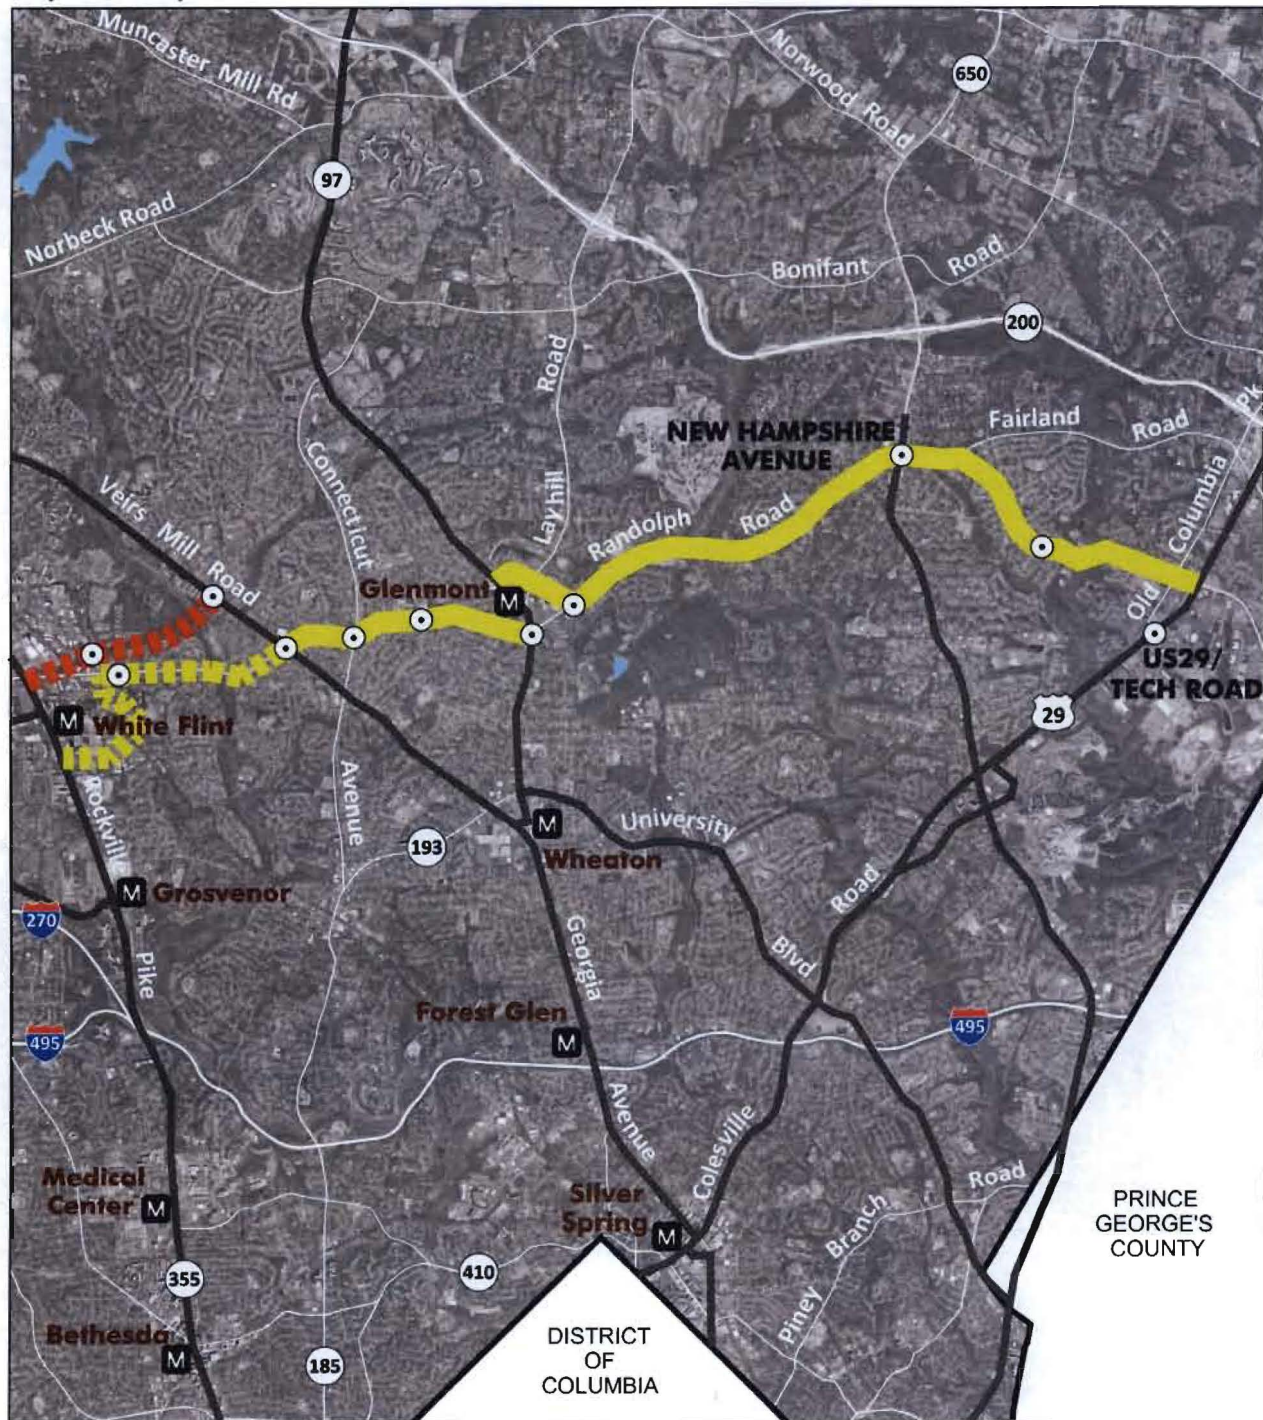 Muncaster Mill Rd
Norwood Road
650
97
Norbeck Road
Bonifant Road
200
Layhill Road
Connecticut
NEW HAMPSHIRE
AVENUE
Fairland Road
Old Columbia Pk
Veirs Mill Road
Randolph Road
Glenmont
M
US29/
TECH ROAD
M
White Flint
29
Rockville
Avenue
University
M
193
Wheaton
M
Grosvenor
270
Road
Georgia
Blvd
Pike
Forest Glen
M
495
495
Avenue
Colesville
Medical
Center
M
Silver
Spring
M
Road
Branch
Piney
PRINCE
GEORGE'S
COUNTY
355
410
Bethesda
M
185
DISTRICT
OF
COLUMBIA